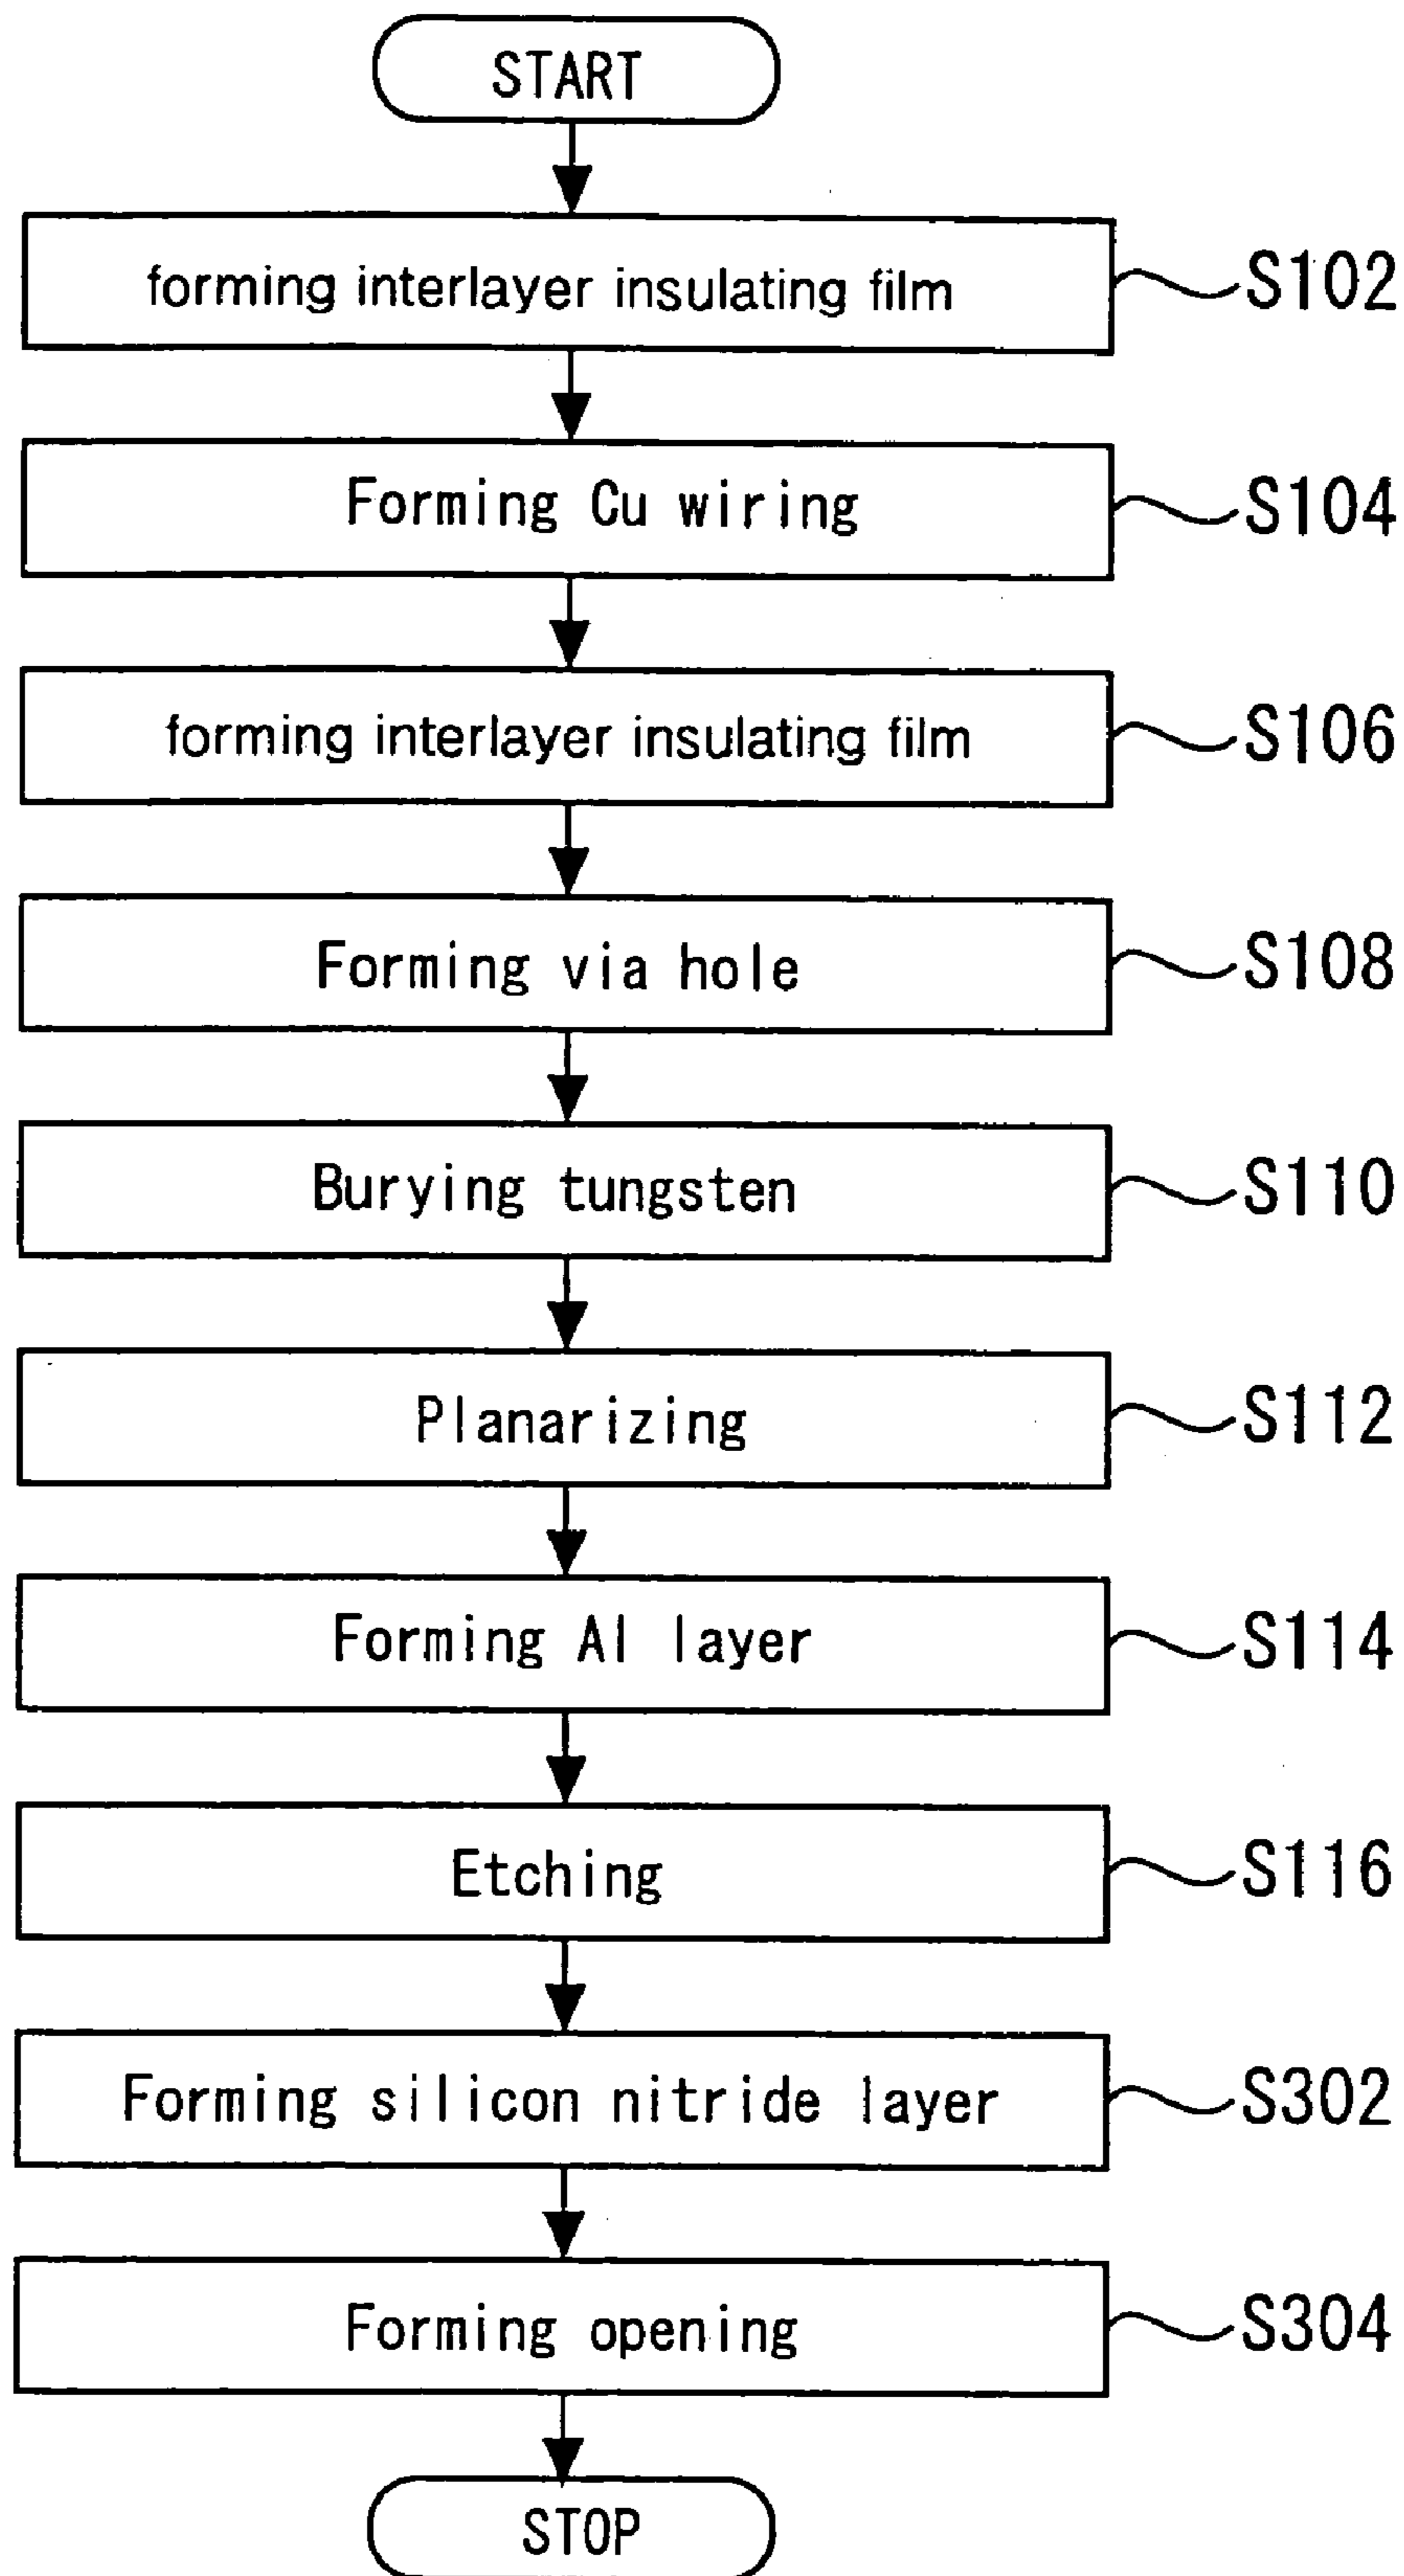 START
forming interlayer insulating film S102
Forming Cu wiring S104
forming interlayer insulating film S106
Forming via hole S108
Burying tungsten S110
Planarizing S112
Forming Al layer S114
Etching S116
Forming silicon nitride layer S302
Forming opening S304
STOP